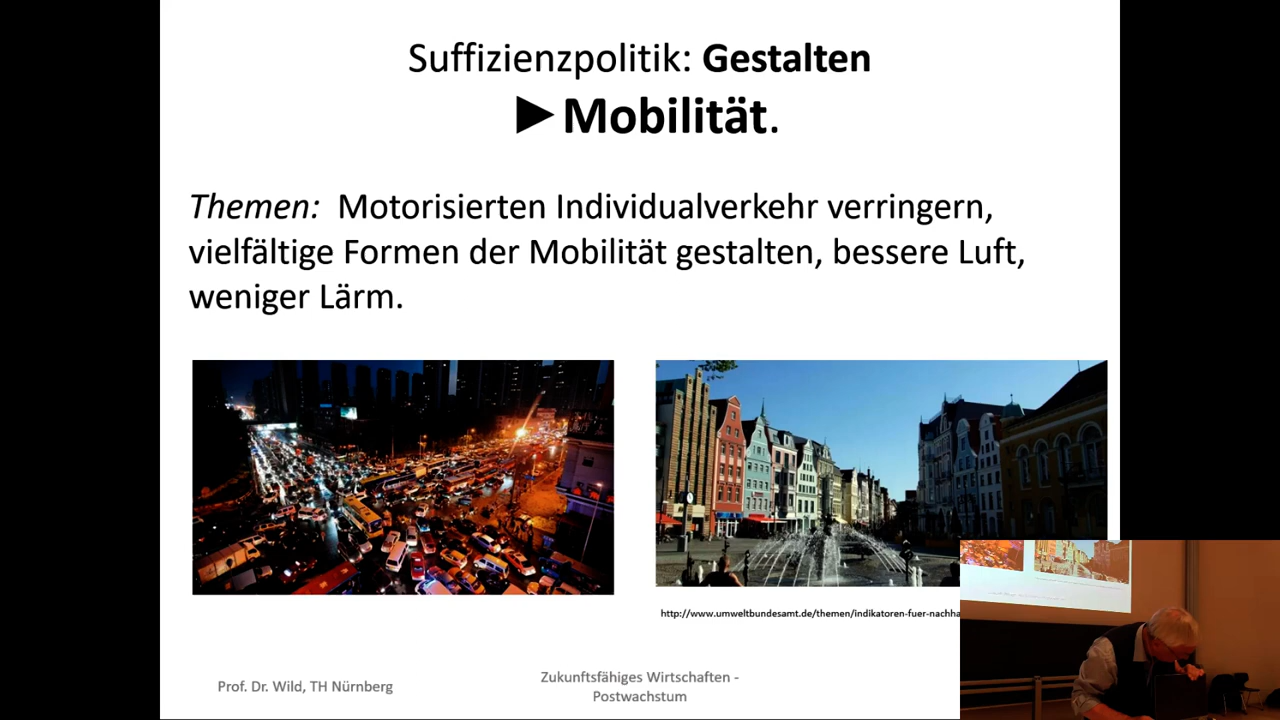 Suffizienzpolitik: Gestalten
►Mobilität.
Themen: Motorisierten Individualverkehr verringern,
vielfältige Formen der Mobilität gestalten, bessere Luft,
weniger Lärm.
http://www.umweltbundesamt.de/themen/indikatoren-fuer-nachha
Prof. Dr. Wild, TH Nürnberg
Zukunftsfähiges Wirtschaften -
Postwachstum